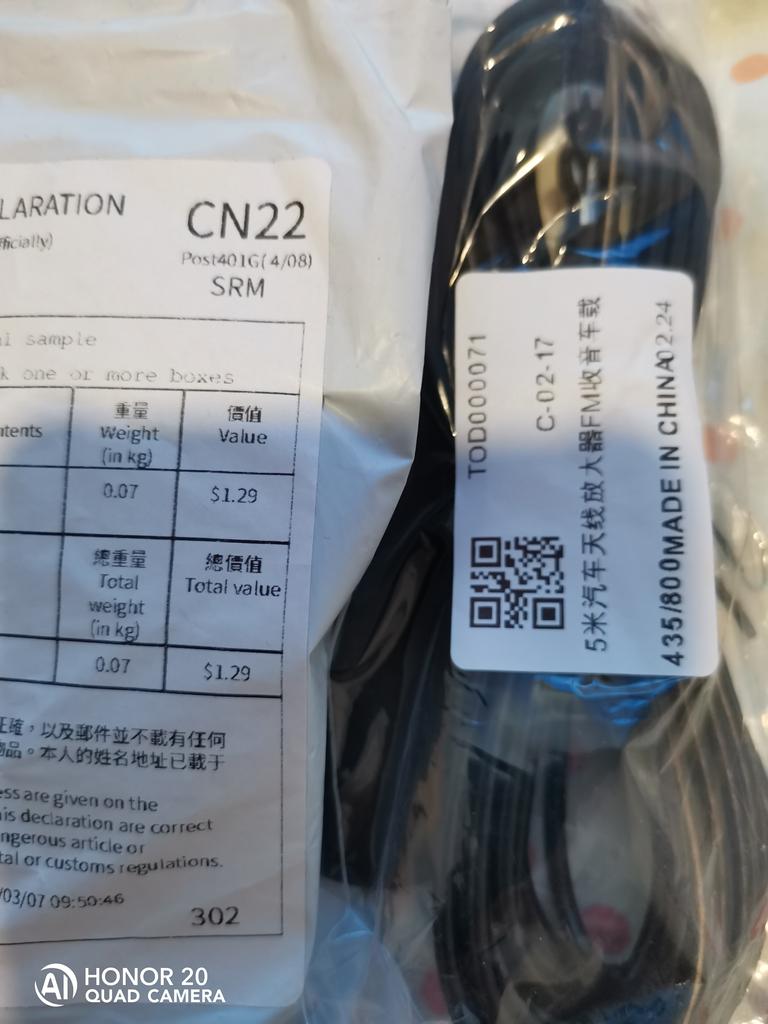 LARATION
CN22
fficially)
Post401G( 4/08)
SRM
sample
one or more boxes
重量
Weight
(in kg)
價值
Value
0.07
$1.29
總重量
Total
weight
(in kg)
總價值
Total value
0.07
$1.29
確，以及郵件並不載有任何
物品。本人的姓名地址已載于
ess are given on the
is declaration are correct
ngerous article or
tal or customs regulations.
/03/07 09:50:46
302
TOD000071
C-02-17
5米汽车天线放大器FM收音车载
435/800MADE IN CHINA02.24
HONOR 20
AI QUAD CAMERA